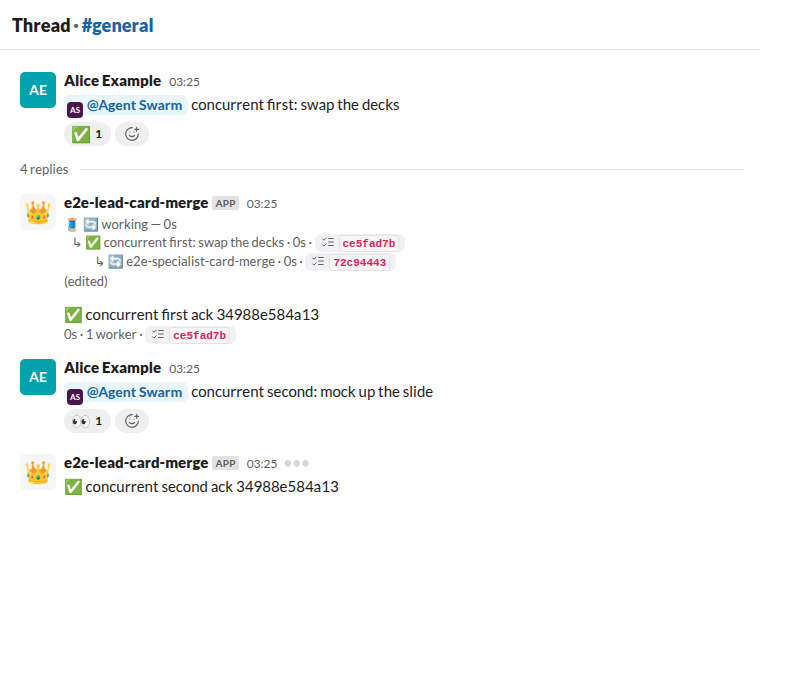 Thread • #general
AE
Alice Example 03:25
AS @Agent Swarm concurrent first: swap the decks
✅ 1
4 replies
e2e-lead-card-merge APP 03:25
🧵 🔄 working — 0s
↳ ✅ concurrent first: swap the decks · 0s · ce5fad7b
↳ 🔄 e2e-specialist-card-merge · 0s · 72c94443
(edited)
✅ concurrent first ack 34988e584a13
0s · 1 worker · ce5fad7b
AE
Alice Example 03:25
AS @Agent Swarm concurrent second: mock up the slide
👀 1
e2e-lead-card-merge APP 03:25
✅ concurrent second ack 34988e584a13